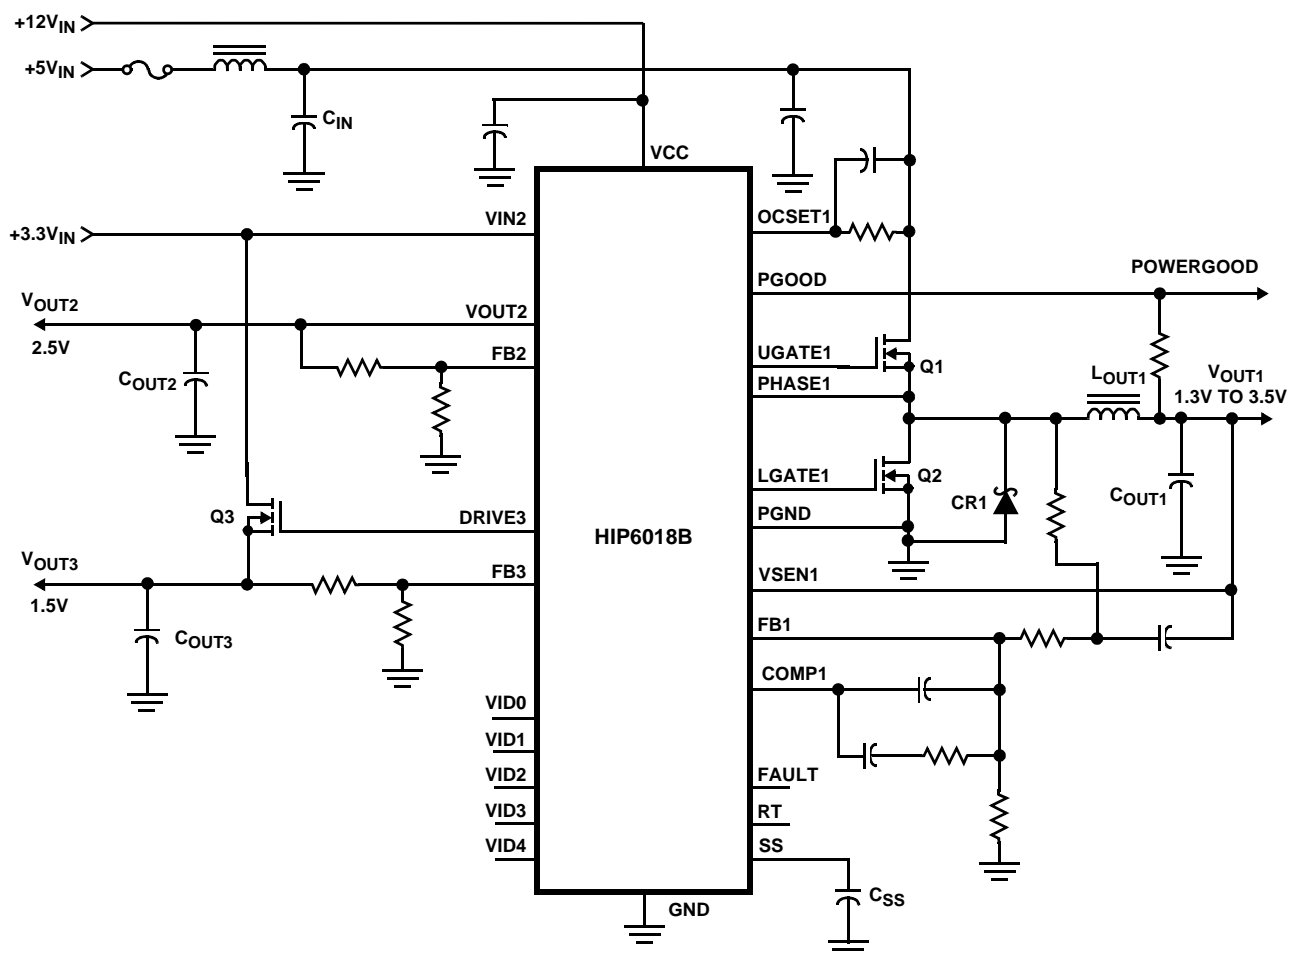 +12VIN
+5VIN
CIN
VCC
VIN2
OCSET1
+3.3VIN
PGOOD
POWERGOOD
VOUT2
2.5V
VOUT2
FB2
COUT2
UGATE1
Q1
PHASE1
LOUT1
VOUT1
1.3V TO 3.5V
LGATE1
Q2
CR1
COUT1
Q3
DRIVE3
PGND
HIP6018B
VOUT3
1.5V
FB3
VSEN1
COUT3
FB1
COMP1
VID0
VID1
VID2
VID3
VID4
FAULT
RT
SS
CSS
GND